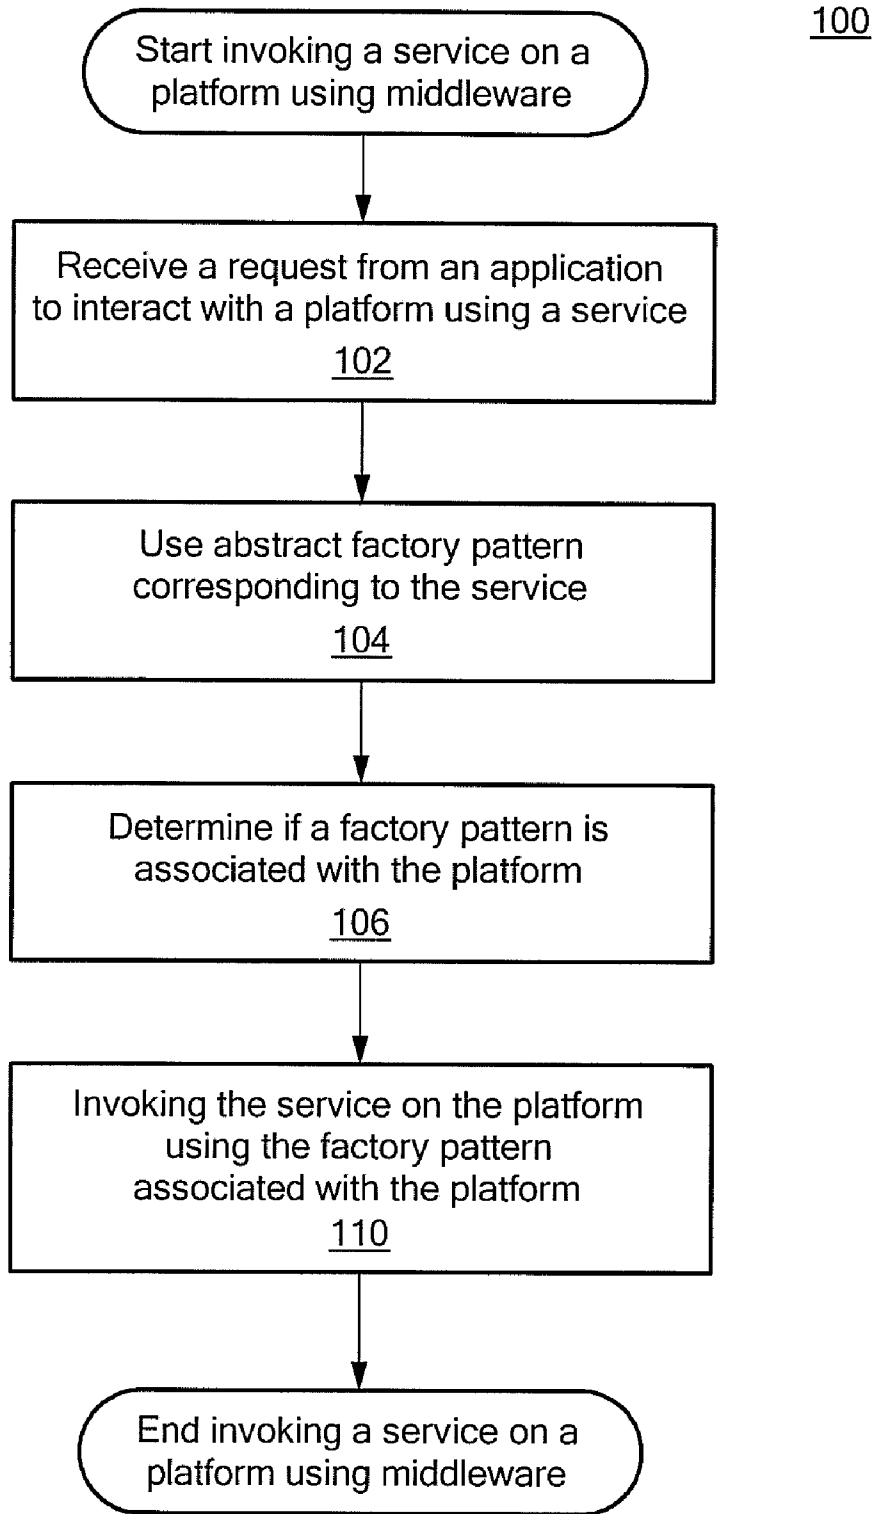 100
Start invoking a service on a
platform using middleware
Receive a request from an application
to interact with a platform using a service
102
Use abstract factory pattern
corresponding to the service
104
Determine if a factory pattern is
associated with the platform
106
Invoking the service on the platform
using the factory pattern
associated with the platform
110
End invoking a service on a
platform using middleware